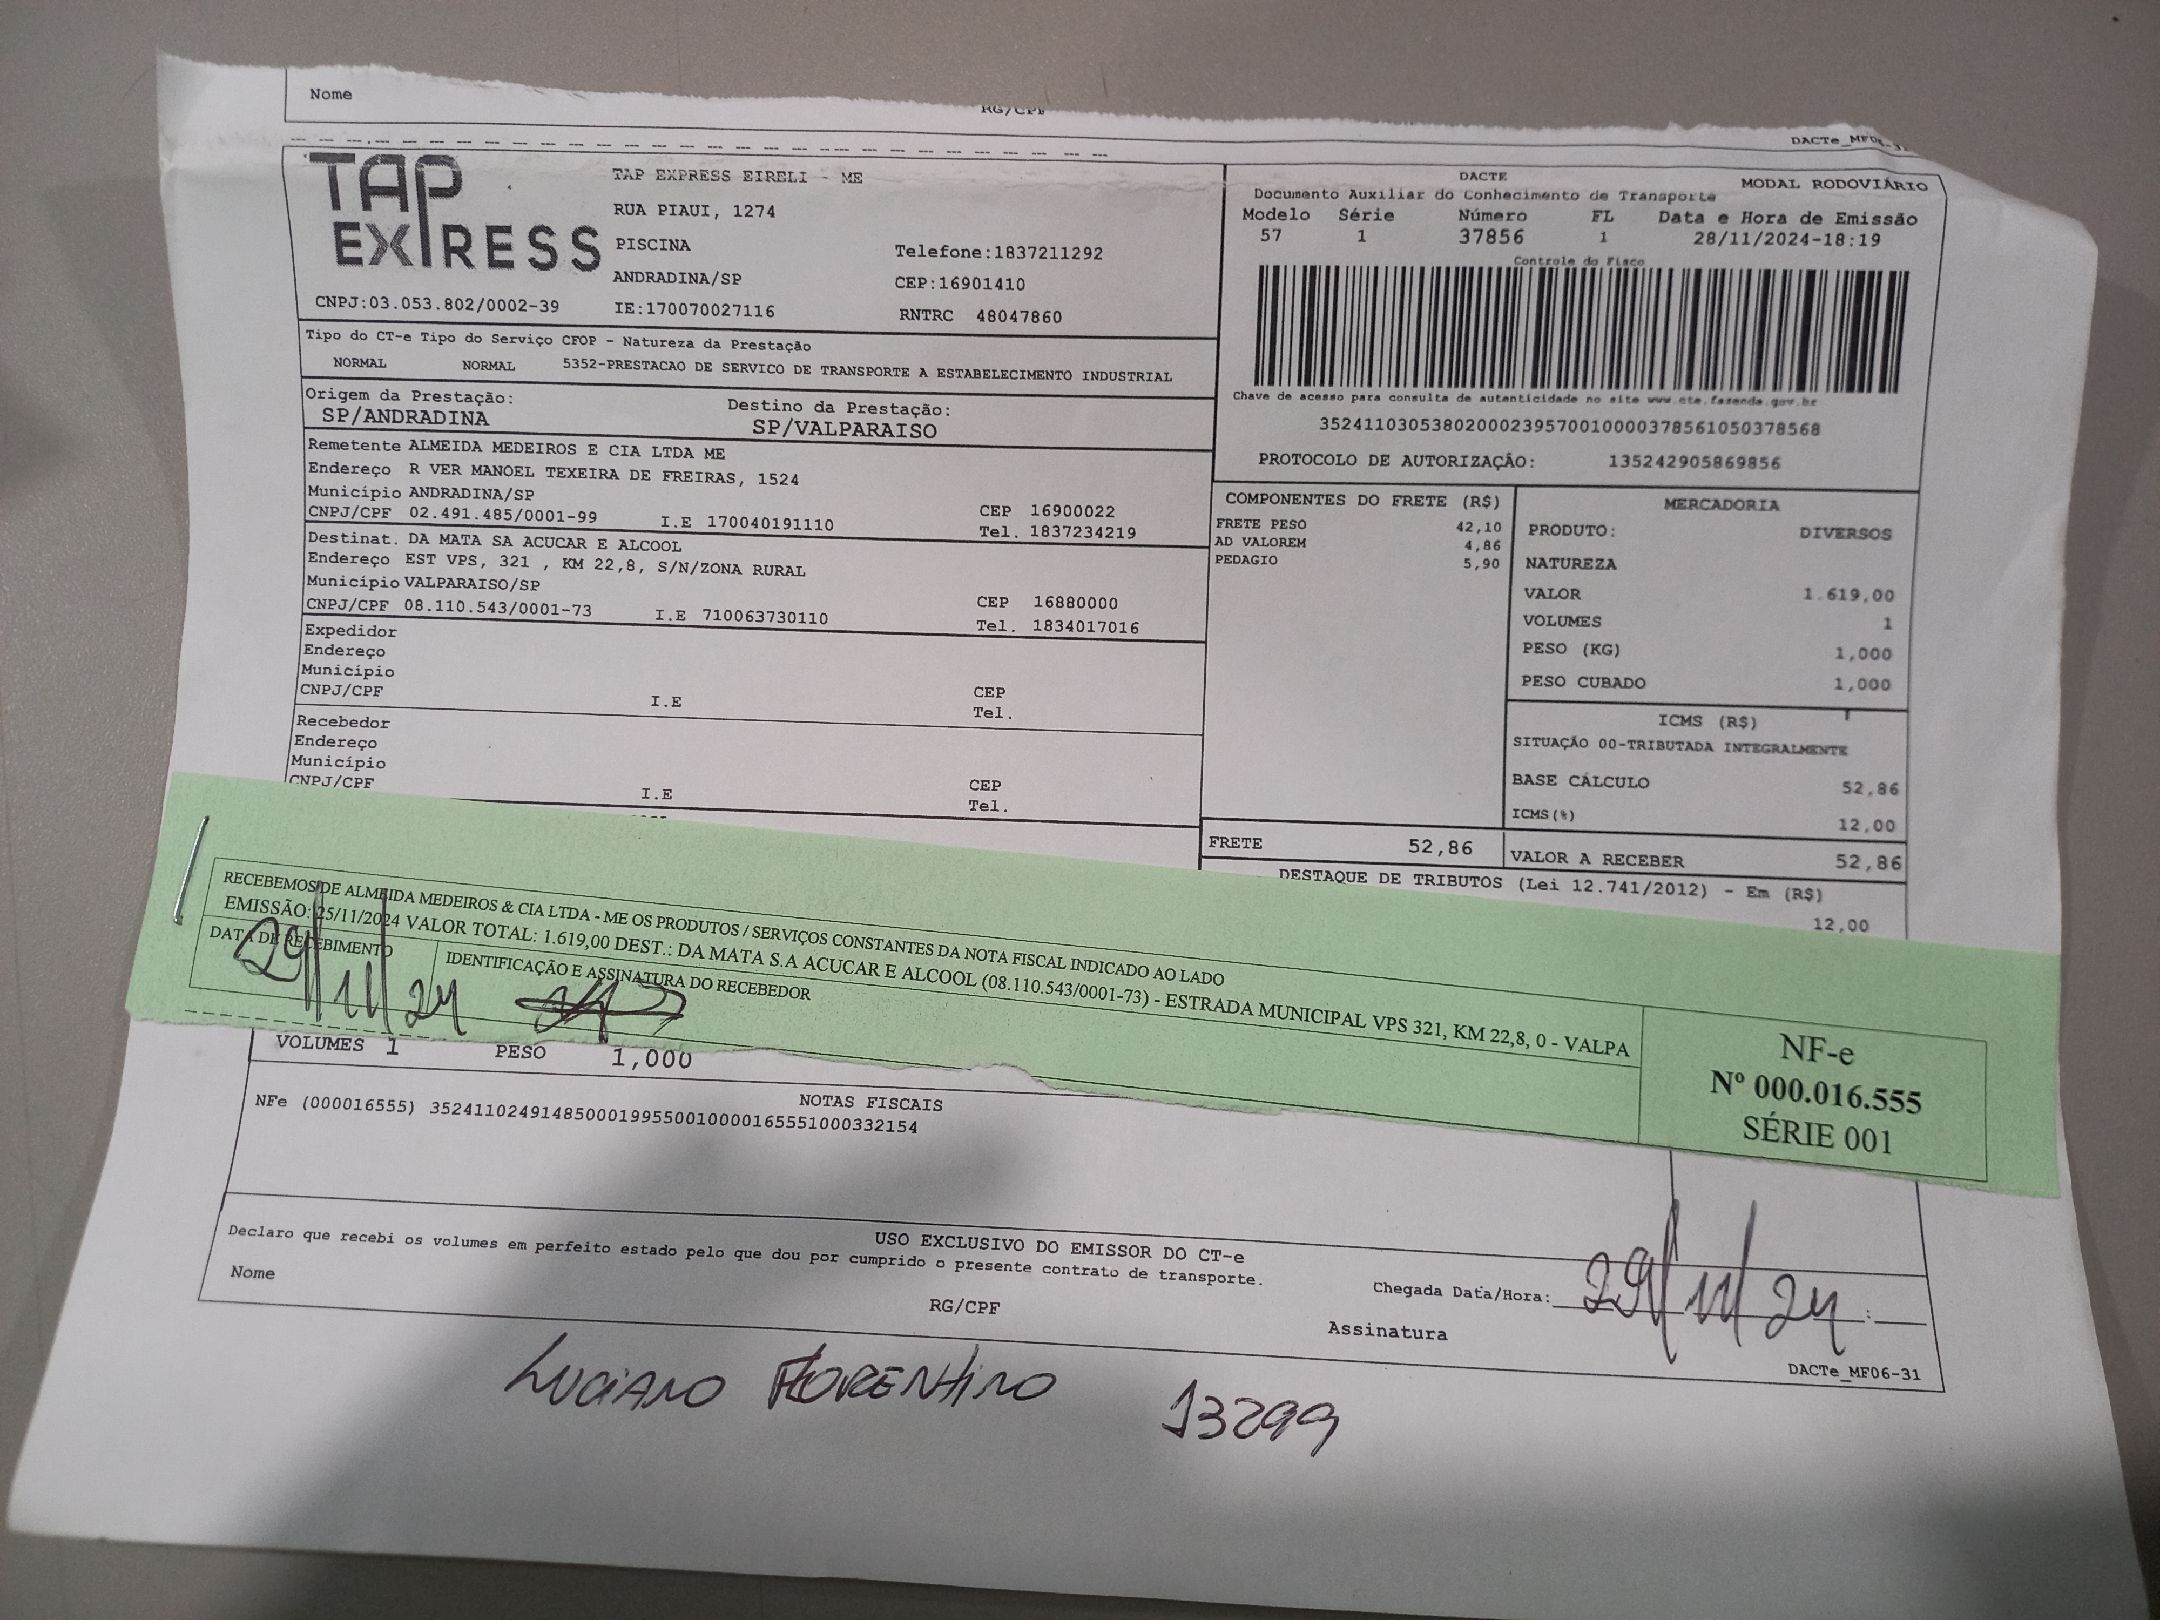 Nome
RG/CPF
TAP
EXPRESS
TAP EXPRESS EIRELI - ME
RUA PIAUI, 1274
PISCINA
Telefone:1837211292
ANDRADINA/SP
CEP:16901410
CNPJ:03.053.802/0002-39
IE:170070027116
RNTRC 48047860
Tipo do CT-e Tipo do Serviço CFOP - Natureza da Prestação
NORMAL NORMAL 5352-PRESTACAO DE SERVICO DE TRANSPORTE A ESTABELECIMENTO INDUSTRIAL
Origem da Prestação: Destino da Prestação:
SP/ANDRADINA SP/VALPARAISO
Remetente ALMEIDA MEDEIROS E CIA LTDA ME
Endereço R VER MANOEL TEXEIRA DE FREIRAS, 1524
Município ANDRADINA/SP CEP 16900022
CNPJ/CPF 02.491.485/0001-99 I.E 170040191110 Tel. 1837234219
Destinat. DA MATA SA ACUCAR E ALCOOL
Endereço EST VPS, 321 , KM 22,8, S/N/ZONA RURAL
Município VALPARAISO/SP CEP 16880000
CNPJ/CPF 08.110.543/0001-73 I.E 710063730110 Tel. 1834017016
Expedidor
Endereço
Município CEP
CNPJ/CPF I.E Tel.
Recebedor
Endereço
Município CEP
CNPJ/CPF I.E Tel.
DACTE MODAL RODOVIÁRIO
Documento Auxiliar do Conhecimento de Transporte
Modelo Série Número FL Data e Hora de Emissão
57 1 37856 1 28/11/2024-18:19
Controle do Fisco
Chave de acesso para consulta de autenticidade no site www.cte.fazenda.gov.br
35241103053802000239570010000378561050378568
PROTOCOLO DE AUTORIZAÇÃO: 135242905869856
COMPONENTES DO FRETE (R$)
FRETE PESO 42,10
AD VALOREM 4,86
PEDAGIO 5,90
MERCADORIA
PRODUTO: DIVERSOS
NATUREZA
VALOR 1.619,00
VOLUMES 1
PESO (KG) 1,000
PESO CUBADO 1,000
ICMS (R$)
SITUAÇÃO 00-TRIBUTADA INTEGRALMENTE
BASE CÁLCULO 52,86
ICMS(%) 12,00
FRETE 52,86 VALOR A RECEBER 52,86
DESTAQUE DE TRIBUTOS (Lei 12.741/2012) - Em (R$)
12,00
RECEBEMOS DE ALMEIDA MEDEIROS & CIA LTDA - ME OS PRODUTOS / SERVIÇOS CONSTANTES DA NOTA FISCAL INDICADO AO LADO
EMISSÃO: 25/11/2024 VALOR TOTAL: 1.619,00 DEST.: DA MATA S.A ACUCAR E ALCOOL (08.110.543/0001-73) - ESTRADA MUNICIPAL VPS 321, KM 22,8, 0 - VALPA
DATA DE RECEBIMENTO IDENTIFICAÇÃO E ASSINATURA DO RECEBEDOR
29/11/24
NF-e
Nº 000.016.555
SÉRIE 001
VOLUMES 1 PESO 1,000
NOTAS FISCAIS
NFe (000016555) 35241102491485000199550010000165551000332154
USO EXCLUSIVO DO EMISSOR DO CT-e
Declaro que recebi os volumes em perfeito estado pelo que dou por cumprido o presente contrato de transporte.
Chegada Data/Hora: 29/11/24 :
Nome RG/CPF Assinatura
DACTe_MF06-31
LUCIANO FLORENTINO 13299